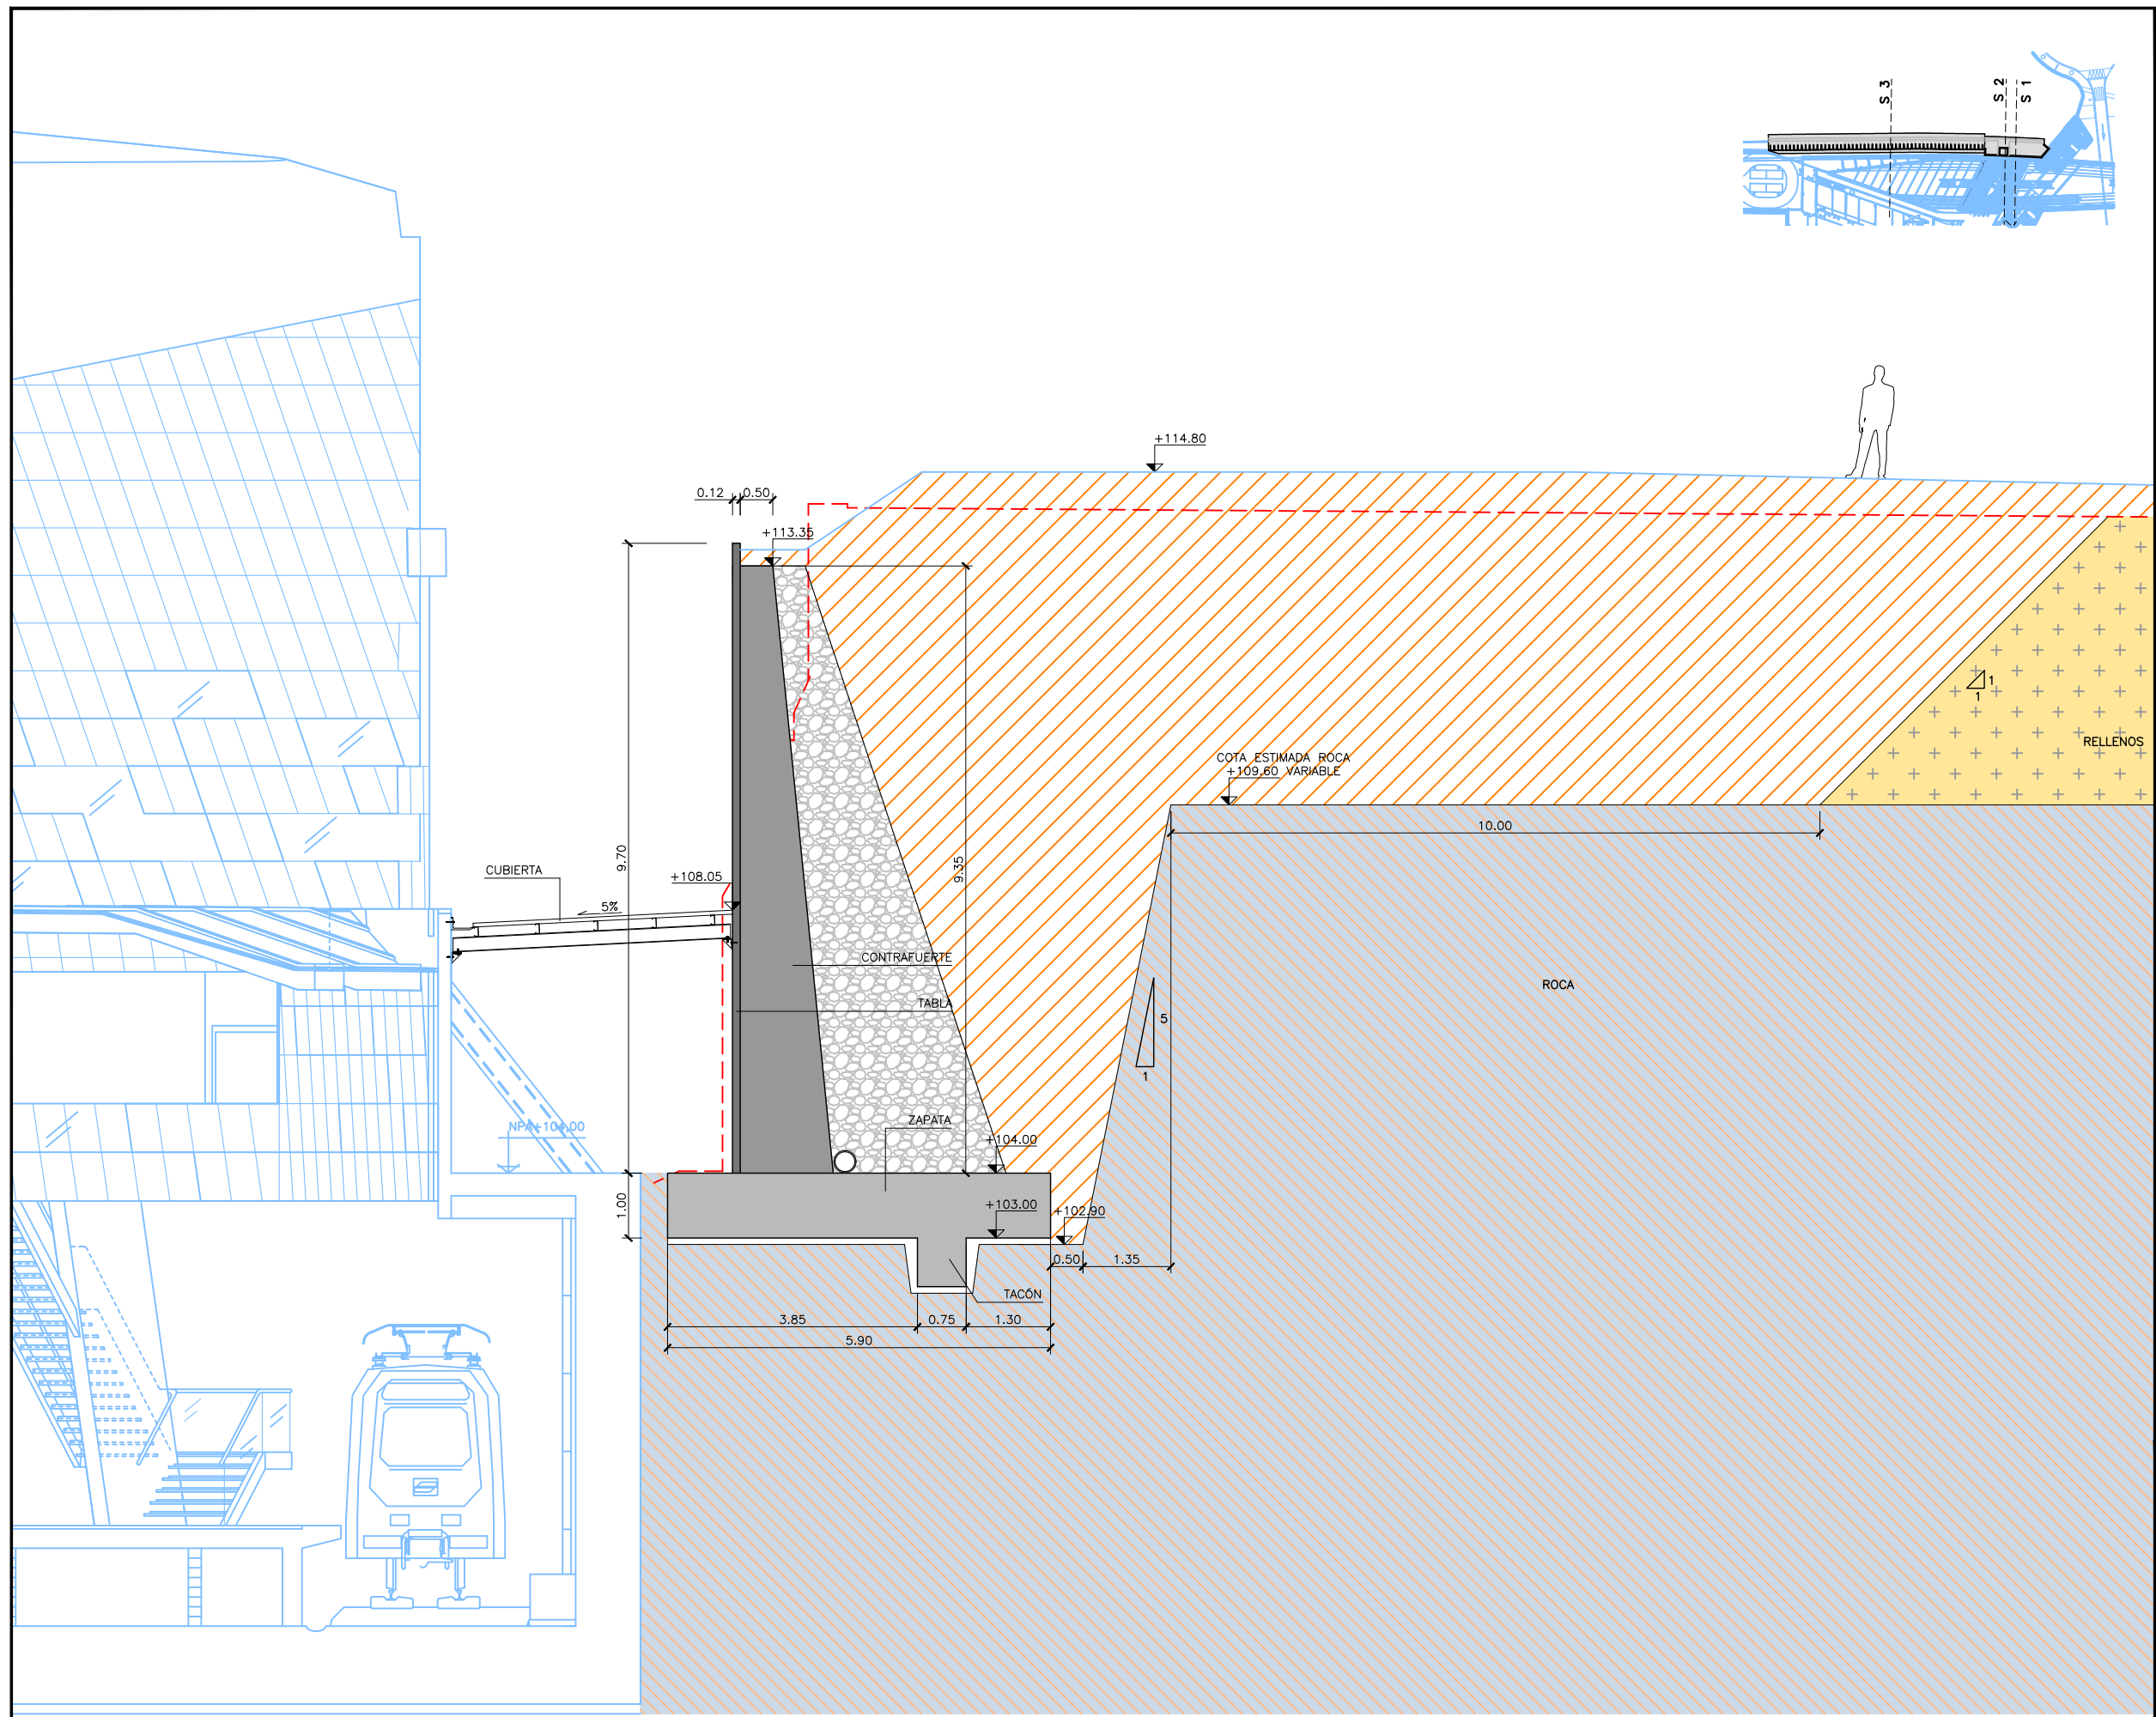 S 3
S 2
S 1
+114.80
0.12
0.50
+113.35
1
1
RELLENOS
COTA ESTIMADA ROCA
+109.60 VARIABLE
10.00
9.70
9.35
CUBIERTA
+108.05
5%
CONTRAFUERTE
TABLA
ROCA
5
1
ZAPATA
NPA+104.00
+104.00
1.00
+103.00
+102.90
0.50
1.35
TACÓN
3.85
0.75
1.30
5.90